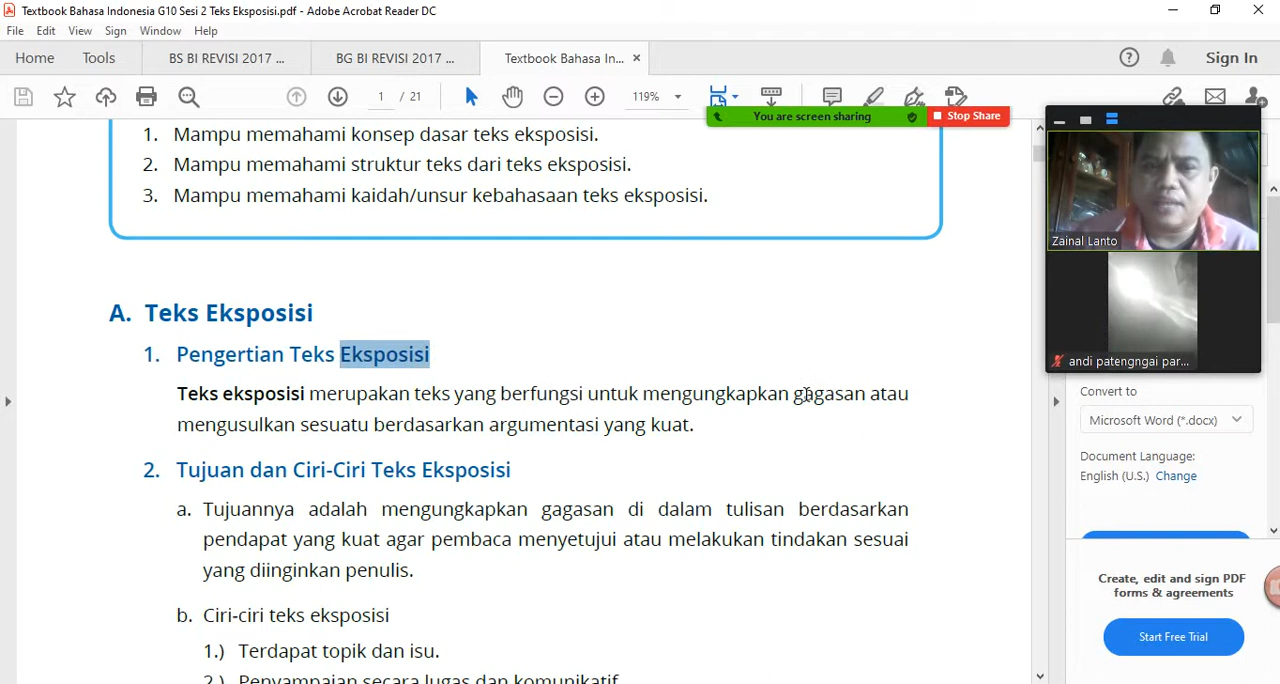 Textbook Bahasa Indonesia G10 Sesi 2 Teks Eksposisi.pdf - Adobe Acrobat Reader DC
File Edit View Sign Window Help
Home Tools BS BI REVISI 2017 ... BG BI REVISI 2017 ... Textbook Bahasa In... ×
Sign In
1 / 21 119%
You are screen sharing Stop Share
1. Mampu memahami konsep dasar teks eksposisi.
2. Mampu memahami struktur teks dari teks eksposisi.
3. Mampu memahami kaidah/unsur kebahasaan teks eksposisi.
A. Teks Eksposisi
1. Pengertian Teks Eksposisi
Teks eksposisi merupakan teks yang berfungsi untuk mengungkapkan gagasan atau
mengusulkan sesuatu berdasarkan argumentasi yang kuat.
2. Tujuan dan Ciri-Ciri Teks Eksposisi
a. Tujuannya adalah mengungkapkan gagasan di dalam tulisan berdasarkan
pendapat yang kuat agar pembaca menyetujui atau melakukan tindakan sesuai
yang diinginkan penulis.
b. Ciri-ciri teks eksposisi
1.) Terdapat topik dan isu.
2.) Penyampaian secara lugas dan komunikatif
Zainal Lanto
andi patengngai par...
Convert to
Microsoft Word (*.docx)
Document Language:
English (U.S.) Change
Create, edit and sign PDF
forms & agreements
Start Free Trial